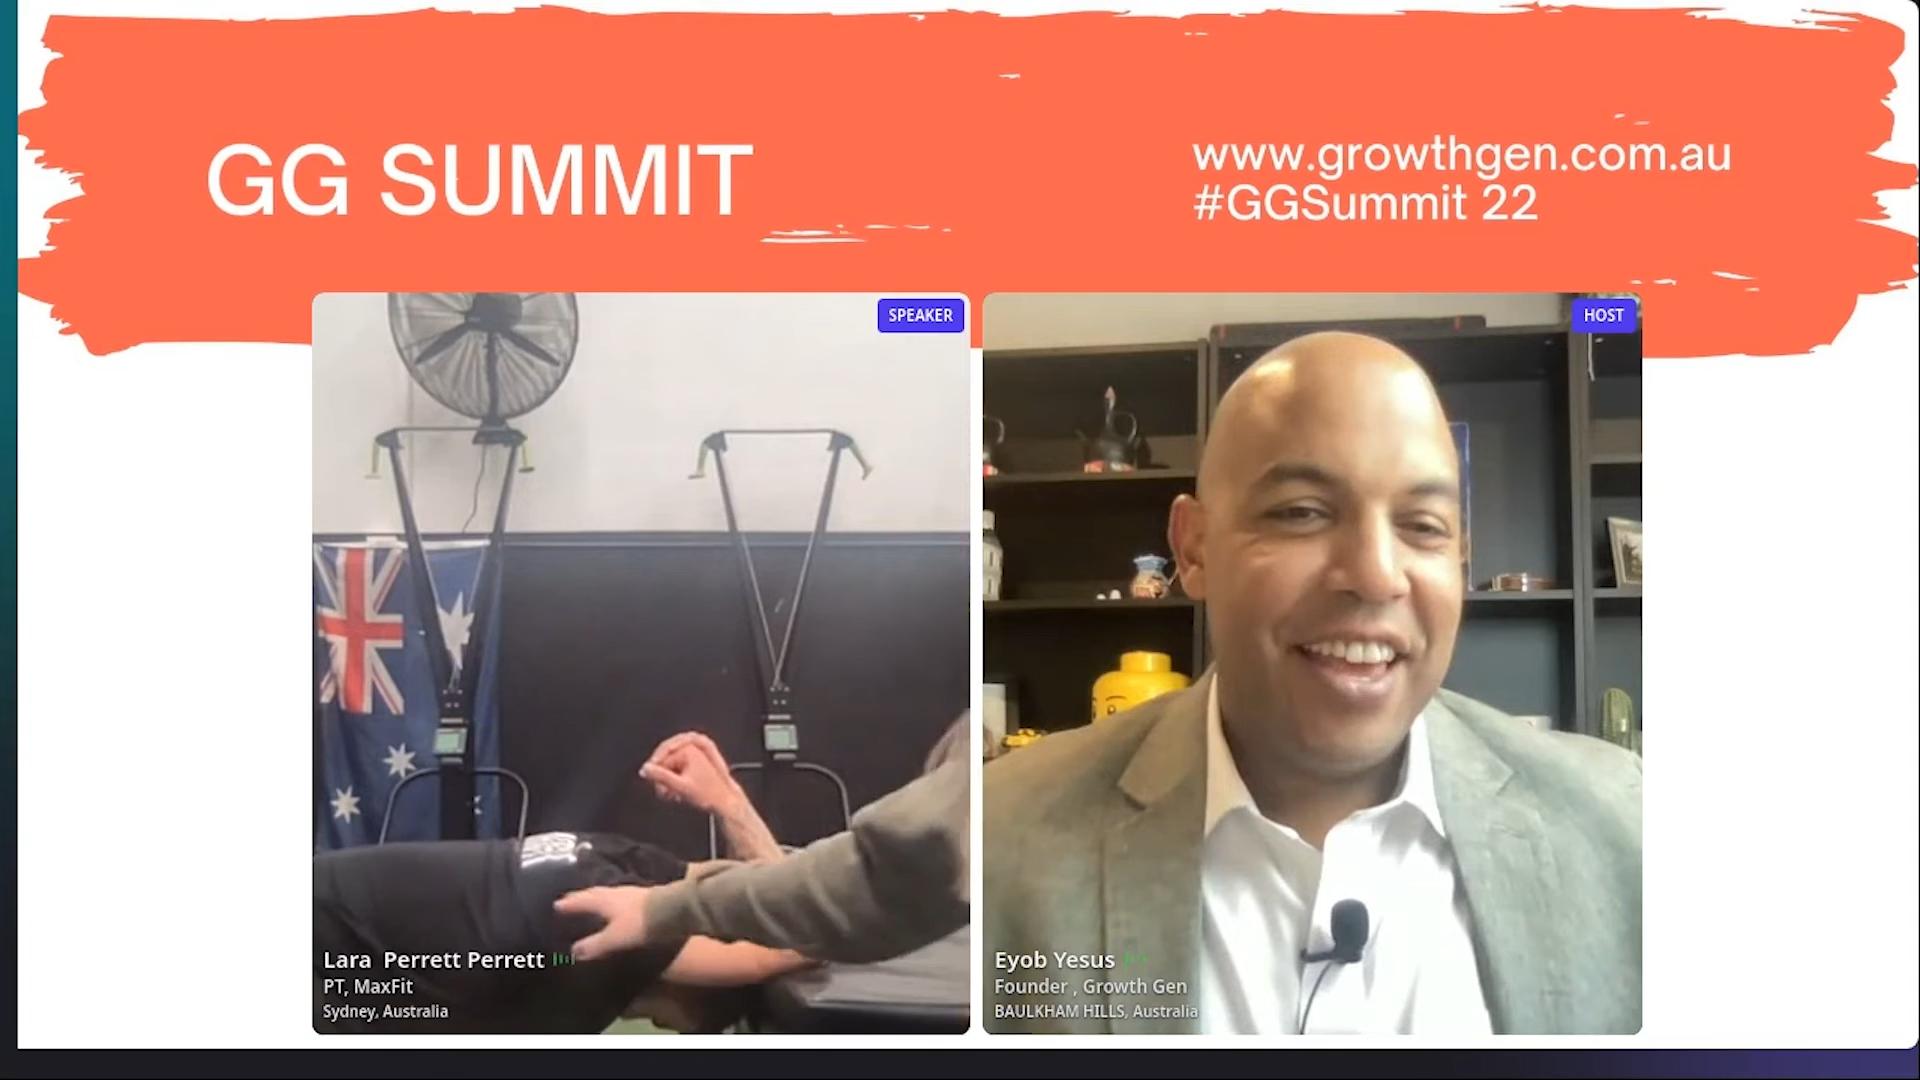 GG SUMMIT
www.growthgen.com.au
#GGSummit 22
SPEAKER
HOST
Lara  Perrett Perrett
PT, MaxFit
Sydney, Australia
Eyob Yesus
Founder , Growth Gen
BAULKHAM HILLS, Australia